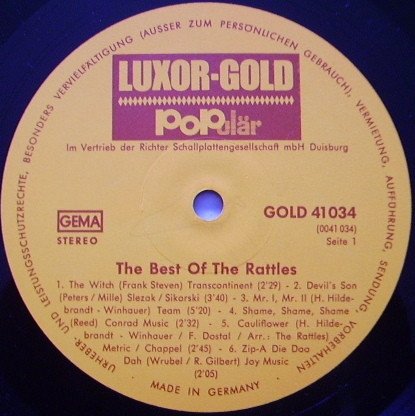 URHEBER- UND LEISTUNGSSCHUTZRECHTE, BESONDERS VERVIELFÄLTIGUNG (AUSSER ZUM PERSÖNLICHEN GEBRAUCH), VERMIETUNG, AUFFÜHRUNG, SENDUNG, VORBEHALTEN
LUXOR-GOLD
POPulär
Im Vertrieb der Richter Schallplattengesellschaft mbH Duisburg
GEMA
STEREO
GOLD 41034
(0041 034)
Seite 1
The Best Of The Rattles
1. The Witch (Frank Steven) Transcontinent (2'29) - 2. Devil's Son
(Peters / Mille) Slezak / Sikorski (3'40) - 3. Mr. I, Mr. II (H. Hilde-
brandt - Winhauer) Team (5'20) - 4. Shame, Shame, Shame
(Reed) Conrad Music (2'32) - 5. Cauliflower (H. Hilde-
brandt - Winhauer / F. Dostal / Arr.: The Rattles)
Metric / Chappel (2'45) - 6. Zip-A Die Doo
Dah (Wrubel / R. Gilbert) Joy Music
(2'05)
MADE IN GERMANY